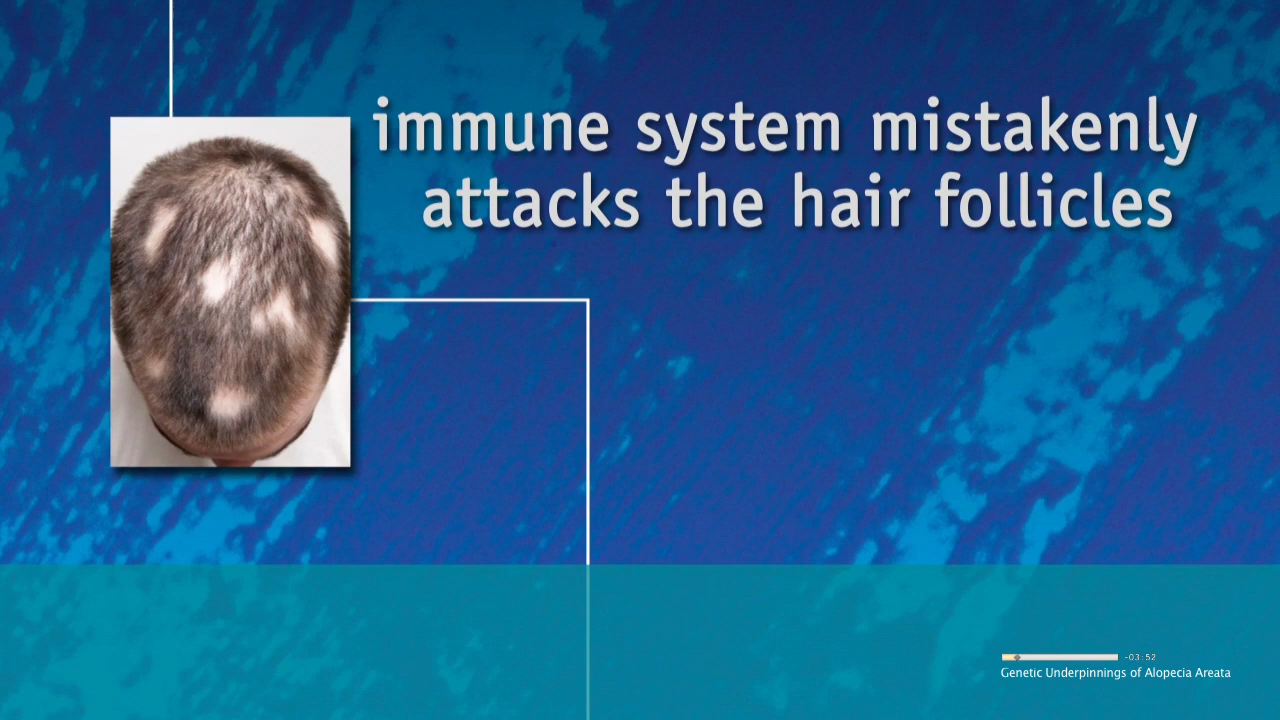 immune system mistakenly
attacks the hair follicles
-03:52
Genetic Underpinnings of Alopecia Areata